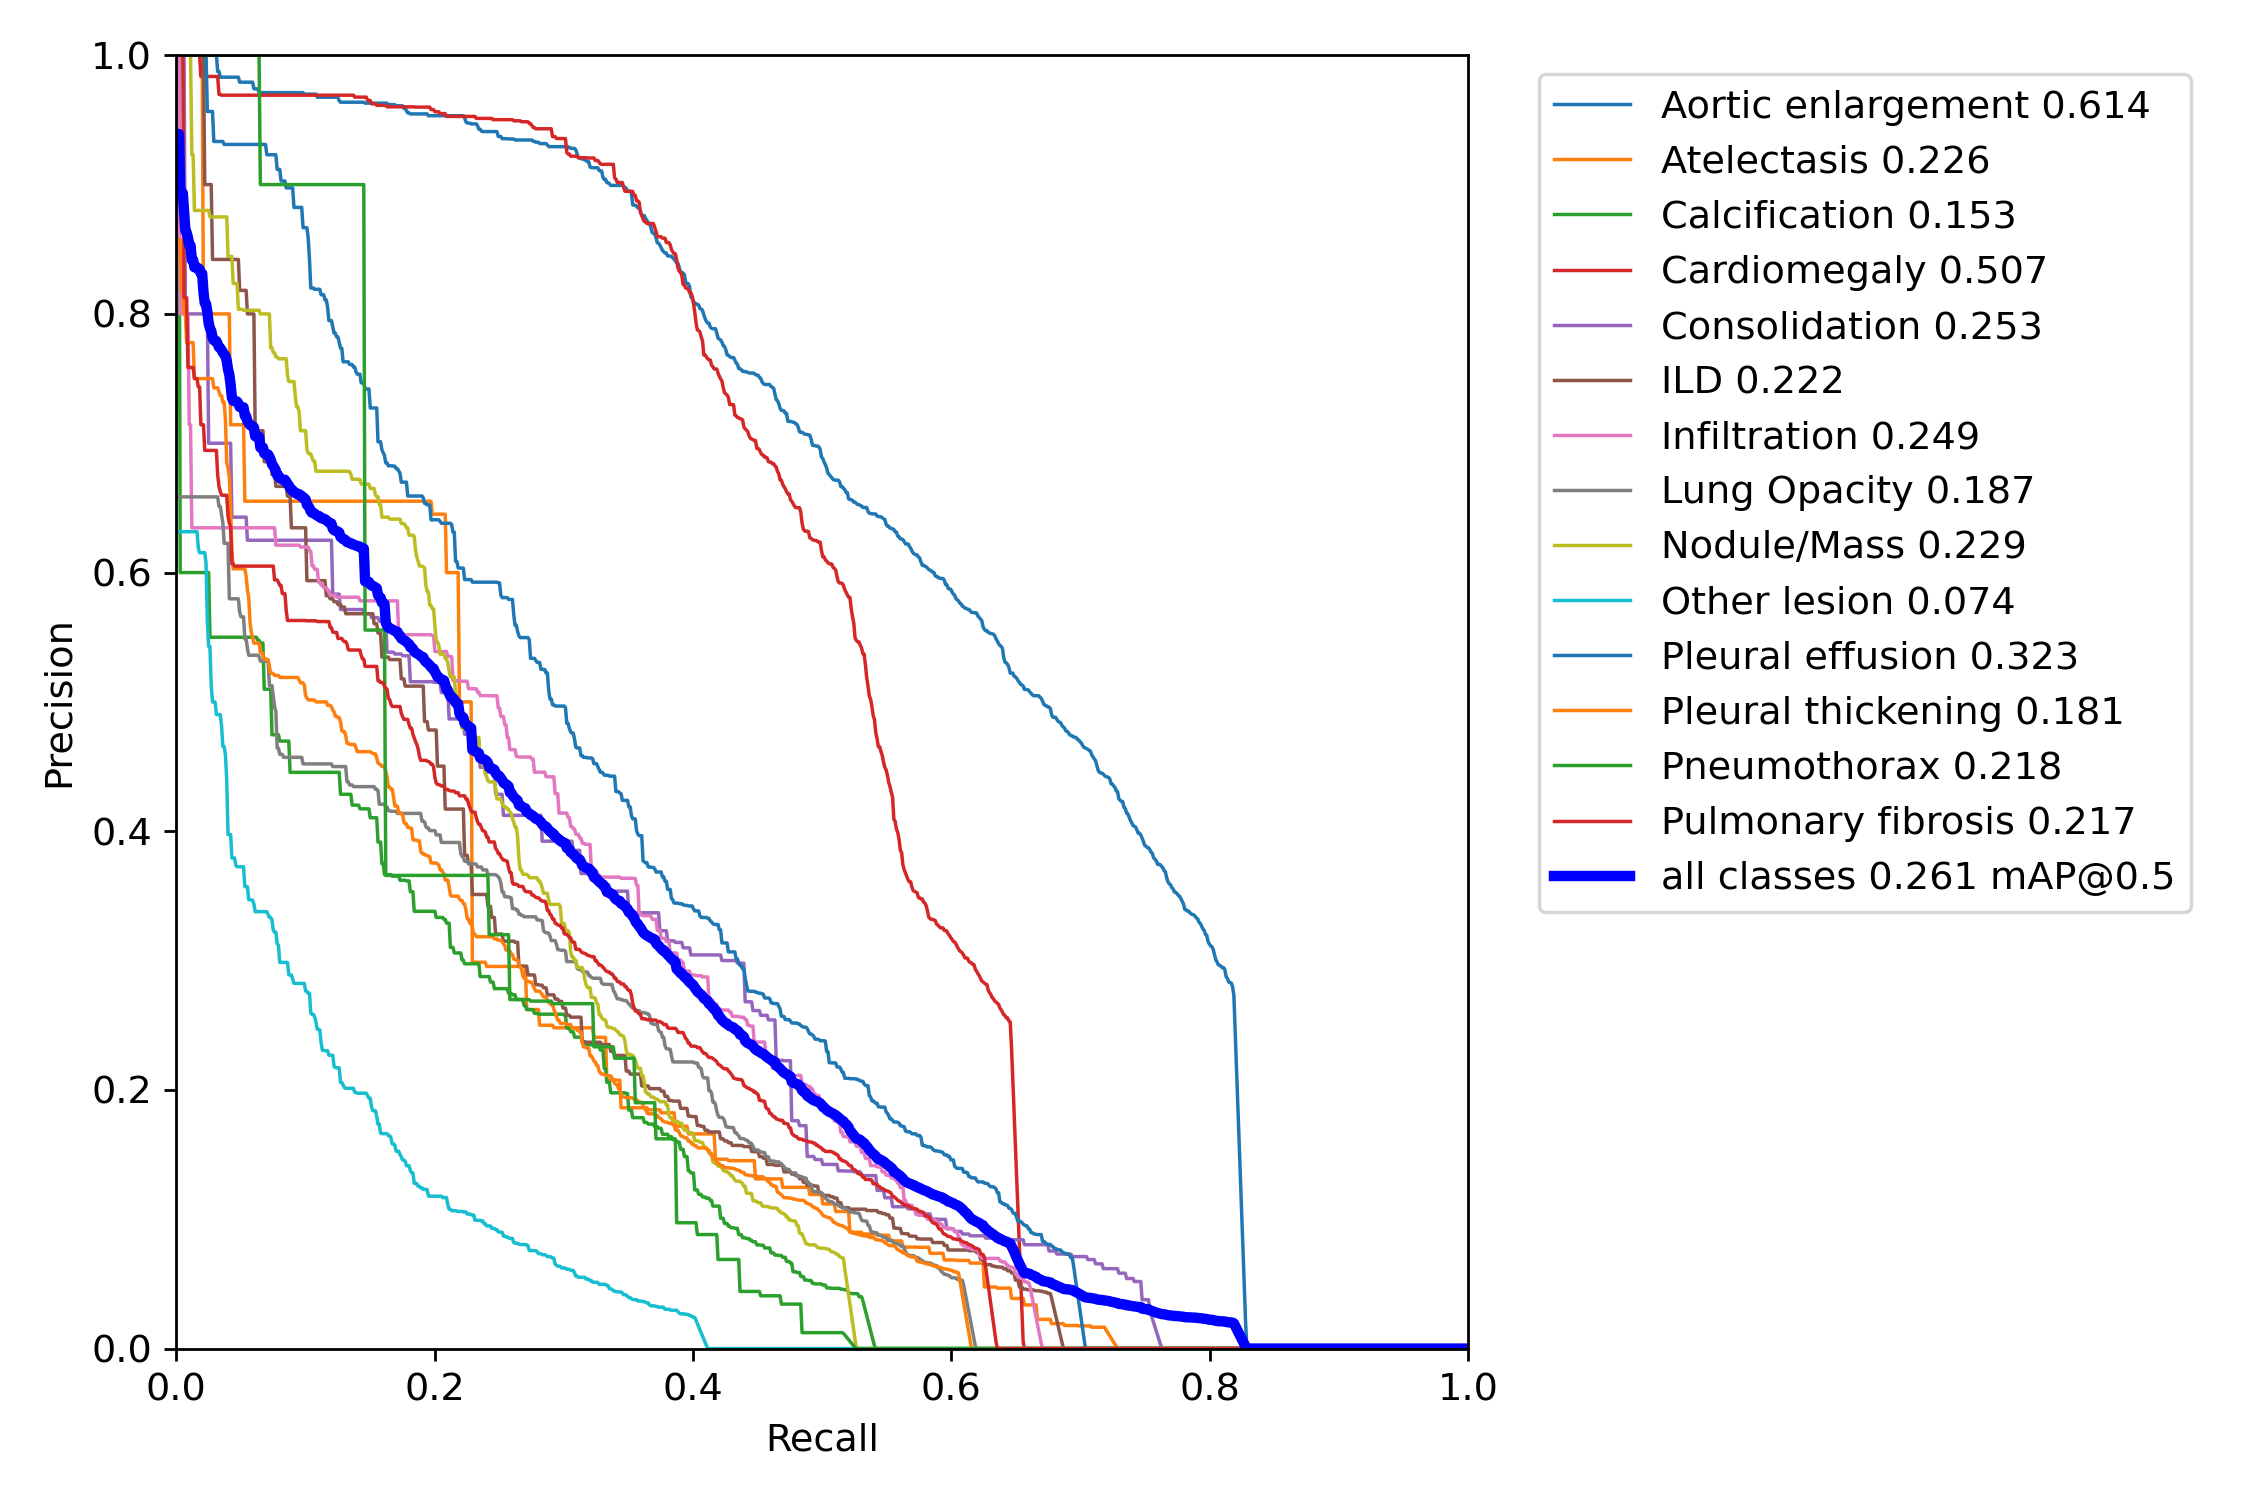 1.0
0.8
0.6
0.4
0.2
0.0
Precision
0.0 0.2 0.4 0.6 0.8 1.0
Recall
Aortic enlargement 0.614
Atelectasis 0.226
Calcification 0.153
Cardiomegaly 0.507
Consolidation 0.253
ILD 0.222
Infiltration 0.249
Lung Opacity 0.187
Nodule/Mass 0.229
Other lesion 0.074
Pleural effusion 0.323
Pleural thickening 0.181
Pneumothorax 0.218
Pulmonary fibrosis 0.217
all classes 0.261 mAP@0.5